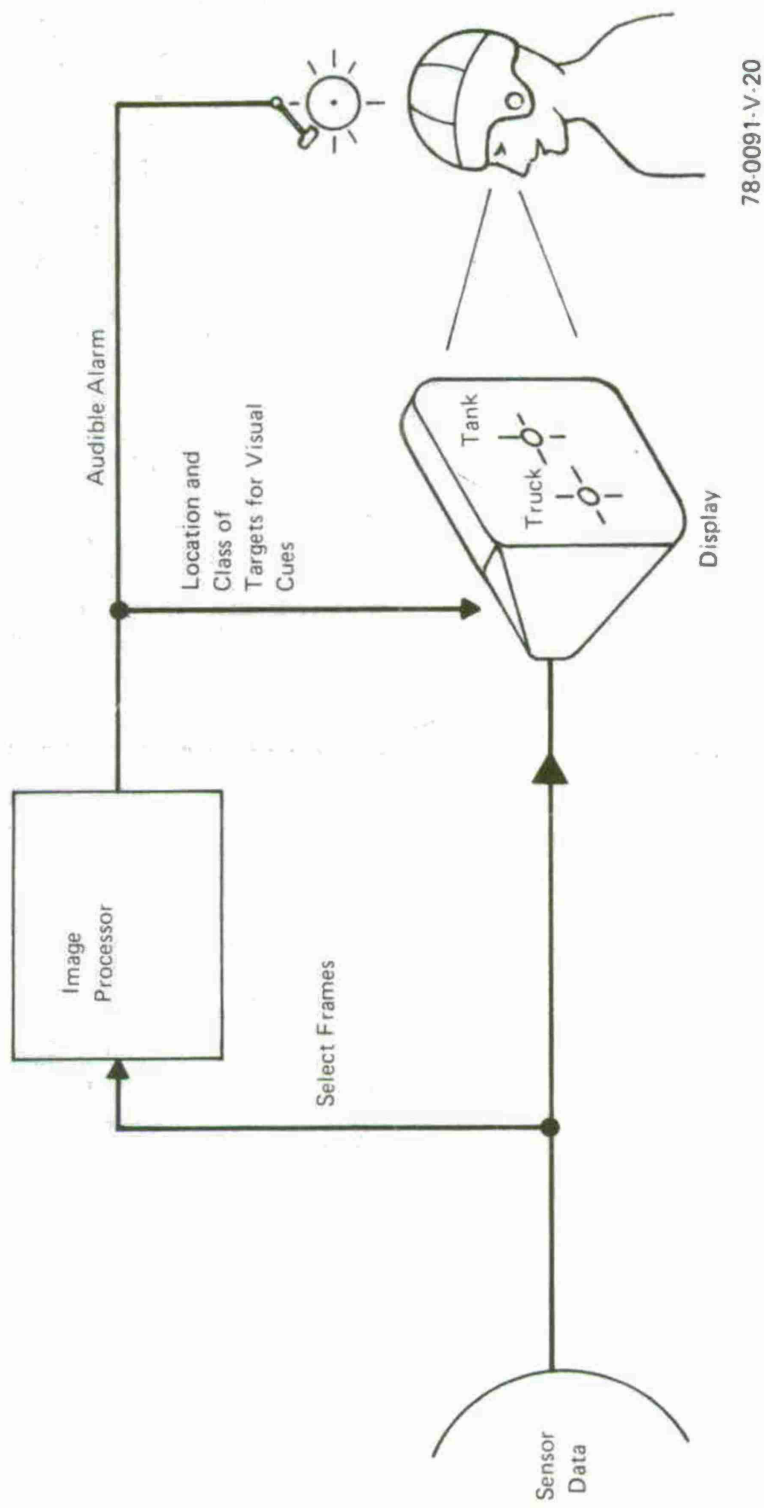 Sensor
Data
Select Frames
Image
Processor
Audible Alarm
Location and
Class of
Targets for Visual
Cues
Truck
Tank
Display
78-0091-V-20